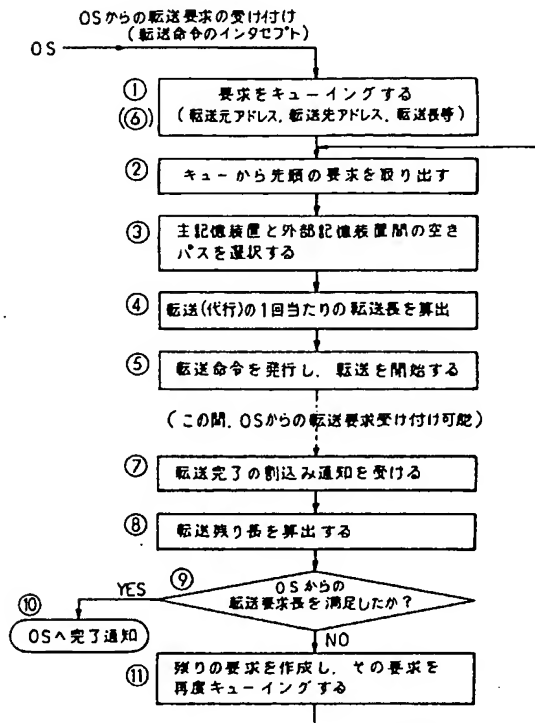 OSからの転送要求の受け付け
(転送命令のインタセプト)
OS
①
(⑥)
要求をキューイングする
(転送元アドレス,転送先アドレス,転送長等)
②
キューから先頭の要求を取り出す
③
主記憶装置と外部記憶装置間の空き
パスを選択する
④
転送(代行)の1回当たりの転送長を算出
⑤
転送命令を発行し,転送を開始する
(この間,OSからの転送要求受け付け可能)
⑦
転送完了の割込み通知を受ける
⑧
転送残り長を算出する
⑨
OSからの
転送要求長を満足したか?
YES
⑩
OSへ完了通知
NO
⑪
残りの要求を作成し,その要求を
再度キューイングする